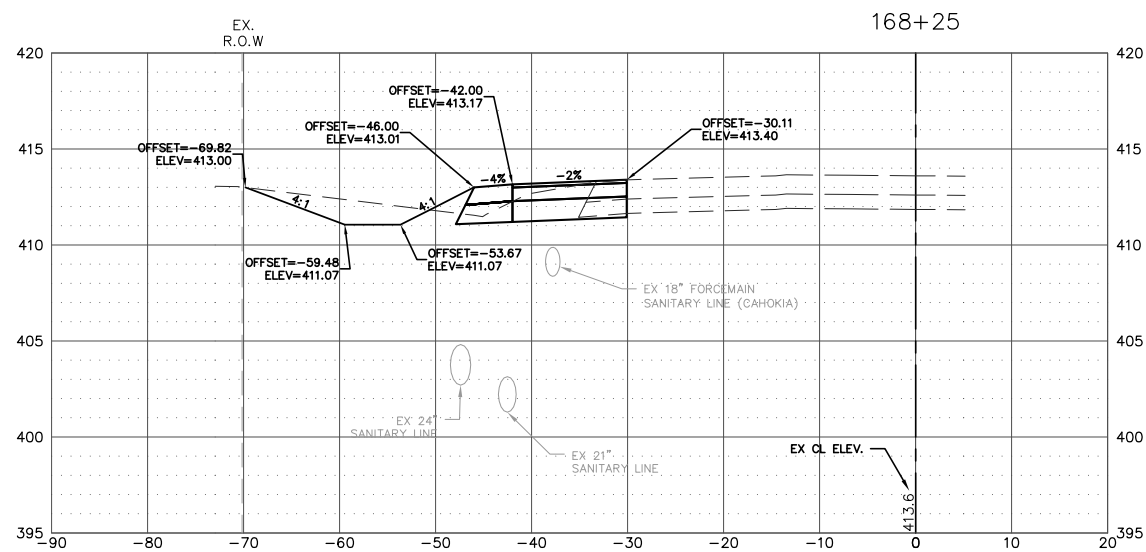 168+25
EX.
R.O.W
420
420
OFFSET=-42.00
ELEV=413.17
OFFSET=-46.00
ELEV=413.01
OFFSET=-30.11
ELEV=413.40
OFFSET=-69.82
ELEV=413.00
415
415
-4%
-2%
4:1
4:1
410
410
OFFSET=-59.48
ELEV=411.07
OFFSET=-53.67
ELEV=411.07
EX 18" FORCEMAIN
SANITARY LINE (CAHOKIA)
405
405
EX 24"
SANITARY LINE
EX 21"
SANITARY LINE
400
400
EX CL ELEV.
413.6
395
395
-90
-80
-70
-60
-50
-40
-30
-20
-10
0
10
20